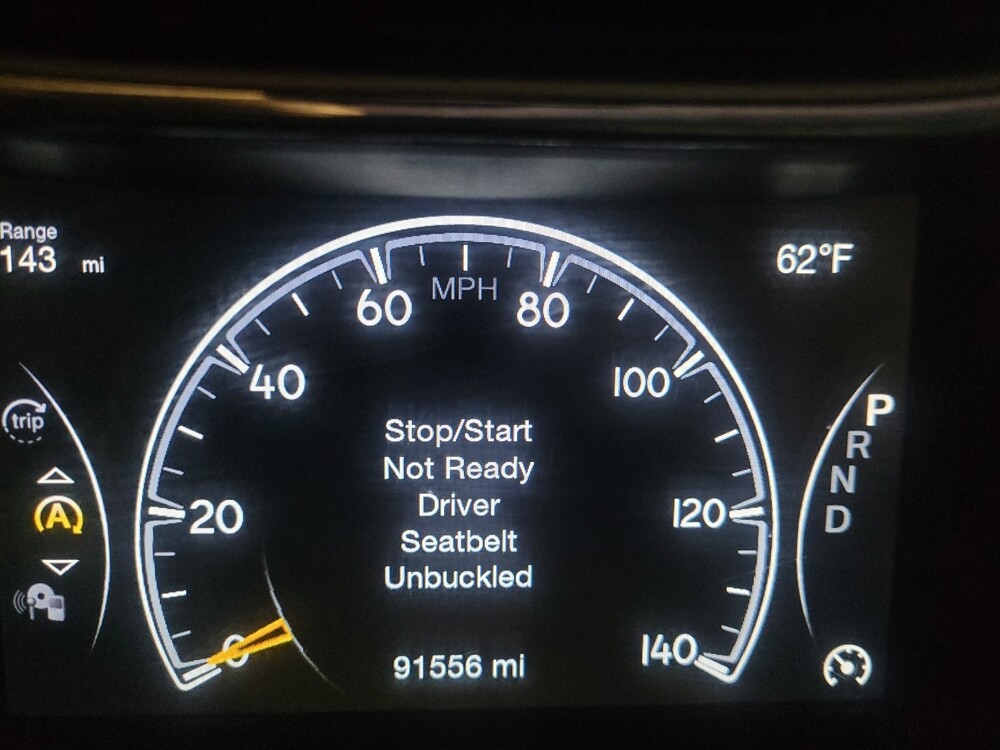 Range
143 mi
62°F
MPH
60
80
40
100
20
120
0
140
trip
A
Stop/Start
Not Ready
Driver
Seatbelt
Unbuckled
91556 mi
P
R
N
D